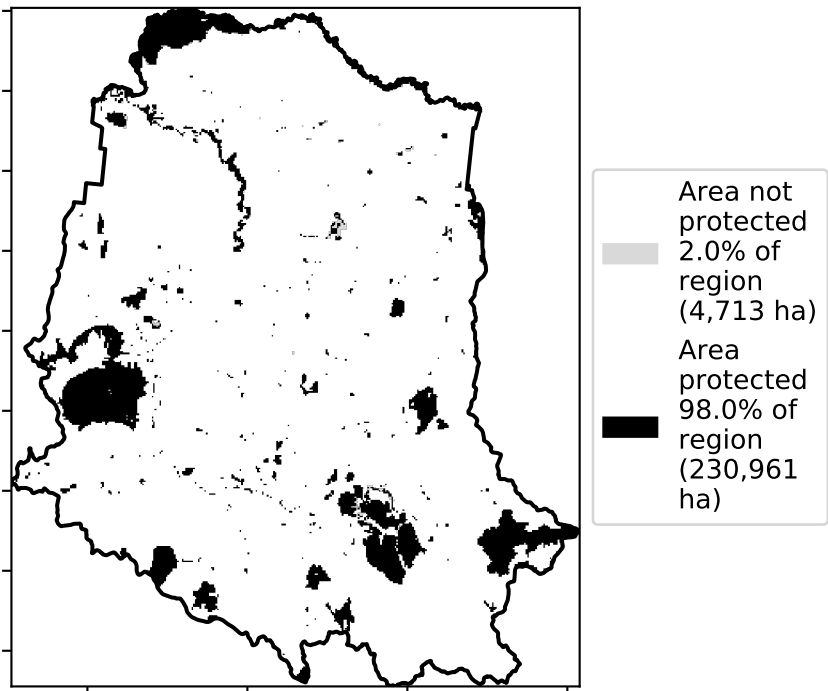 Area not
protected
2.0% of
region
(4,713 ha)
Area
protected
98.0% of
region
(230,961
ha)